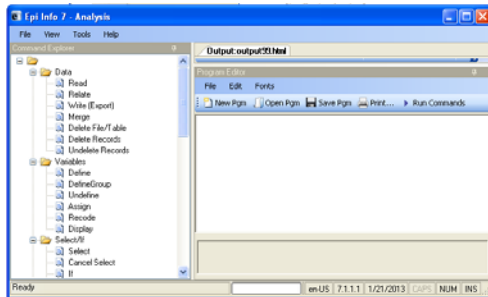 Epi Info 7 - Analysis
File View Tools Help
Command Explorer
Data
Read
Relate
Write (Export)
Merge
Delete File/Table
Delete Records
Undelete Records
Variables
Define
DefineGroup
Undefine
Assign
Recode
Display
Select/If
Select
Cancel Select
If
Output:output93.html
Program Editor
File Edit Fonts
New Pgm Open Pgm Save Pgm Print... Run Commands
Ready en-US 7.1.1.1 1/21/2013 CAPS NUM INS